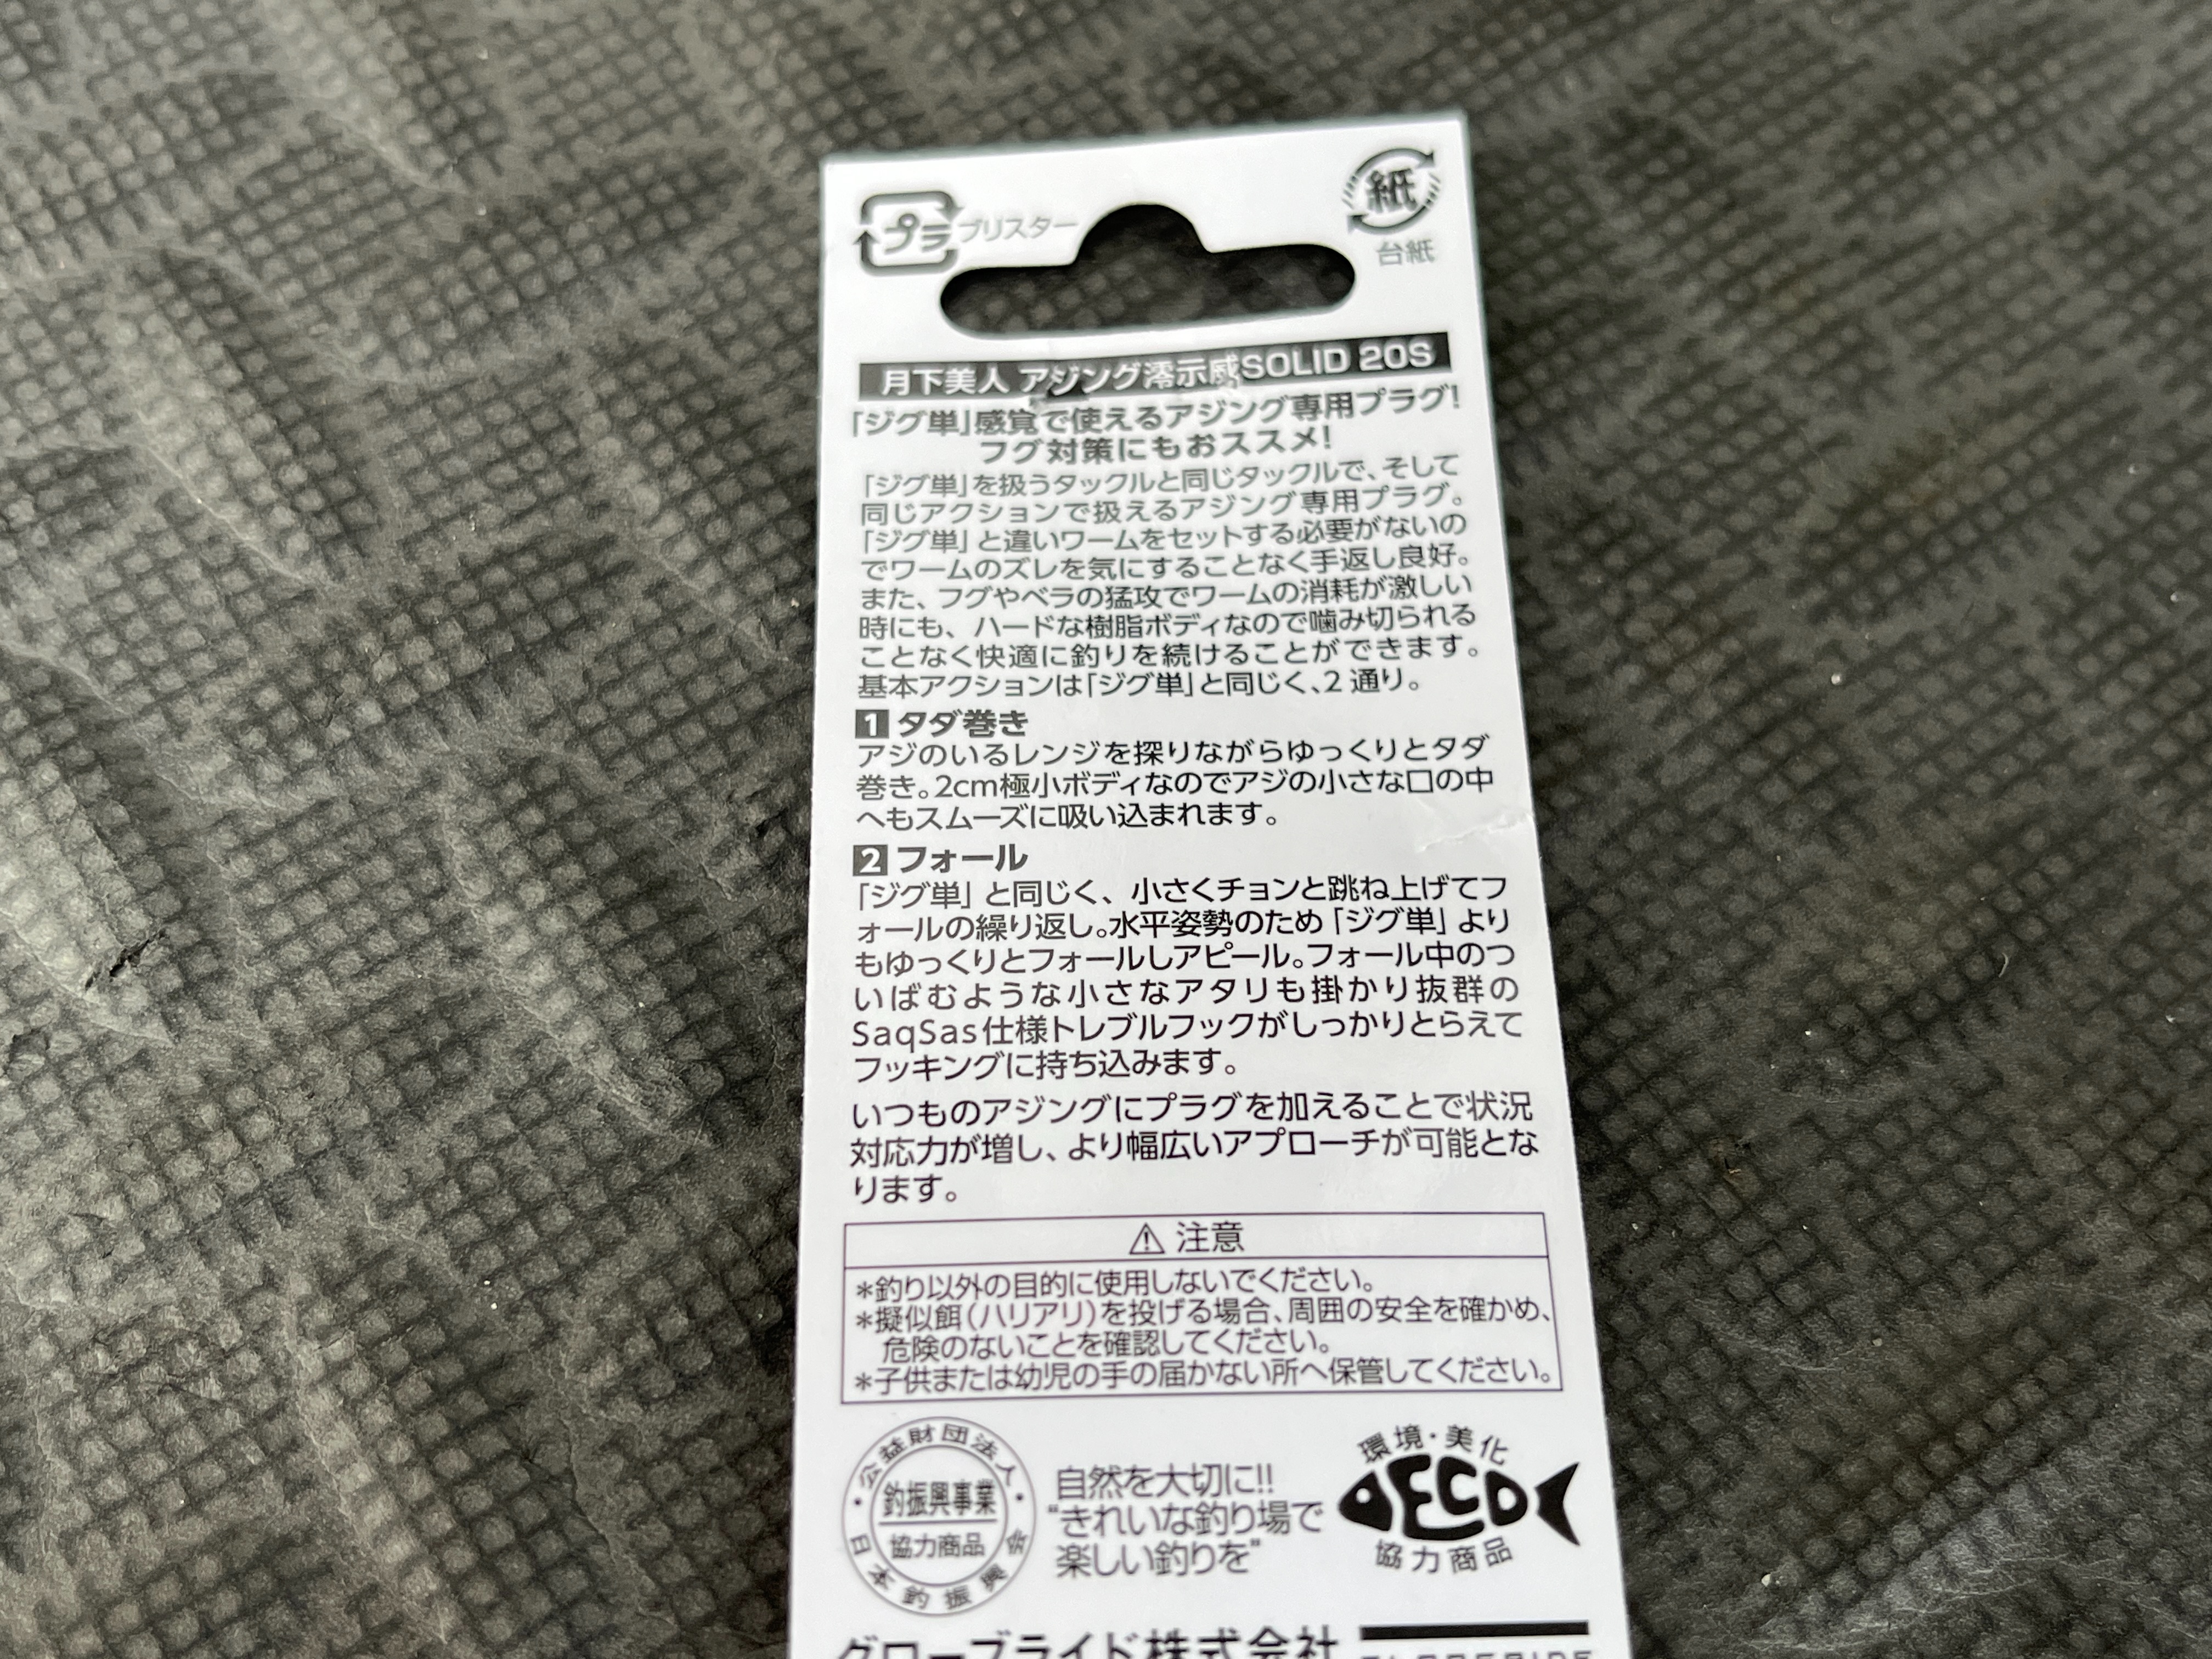 プラ
ブリスター
紙
台紙
月下美人 アジング澪示威SOLID 20S
「ジグ単」感覚で使えるアジング専用プラグ!
フグ対策にもおススメ!
「ジグ単」を扱うタックルと同じタックルで、そして
同じアクションで扱えるアジング専用プラグ。
「ジグ単」と違いワームをセットする必要がないの
でワームのズレを気にすることなく手返し良好。
また、フグやベラの猛攻でワームの消耗が激しい
時にも、ハードな樹脂ボディなので噛み切られる
ことなく快適に釣りを続けることができます。
基本アクションは「ジグ単」と同じく、2 通り。
1 タダ巻き
アジのいるレンジを探りながらゆっくりとタダ
巻き。2cm極小ボディなのでアジの小さな口の中
へもスムーズに吸い込まれます。
2 フォール
「ジグ単」と同じく、小さくチョンと跳ね上げてフ
ォールの繰り返し。水平姿勢のため「ジグ単」より
もゆっくりとフォールしアピール。フォール中のつ
いばむような小さなアタリも掛かり抜群の
SaqSas仕様トレブルフックがしっかりとらえて
フッキングに持ち込みます。
いつものアジングにプラグを加えることで状況
対応力が増し、より幅広いアプローチが可能とな
ります。
⚠ 注意
*釣り以外の目的に使用しないでください。
*擬似餌(ハリアリ)を投げる場合、周囲の安全を確かめ、
危険のないことを確認してください。
*子供または幼児の手の届かない所へ保管してください。
・公益財団法人・
日本釣振興会
釣振興事業
協力商品
自然を大切に!!
"きれいな釣り場で
楽しい釣りを"
環境・美化
ECO
協力商品
グローブライド株式会社